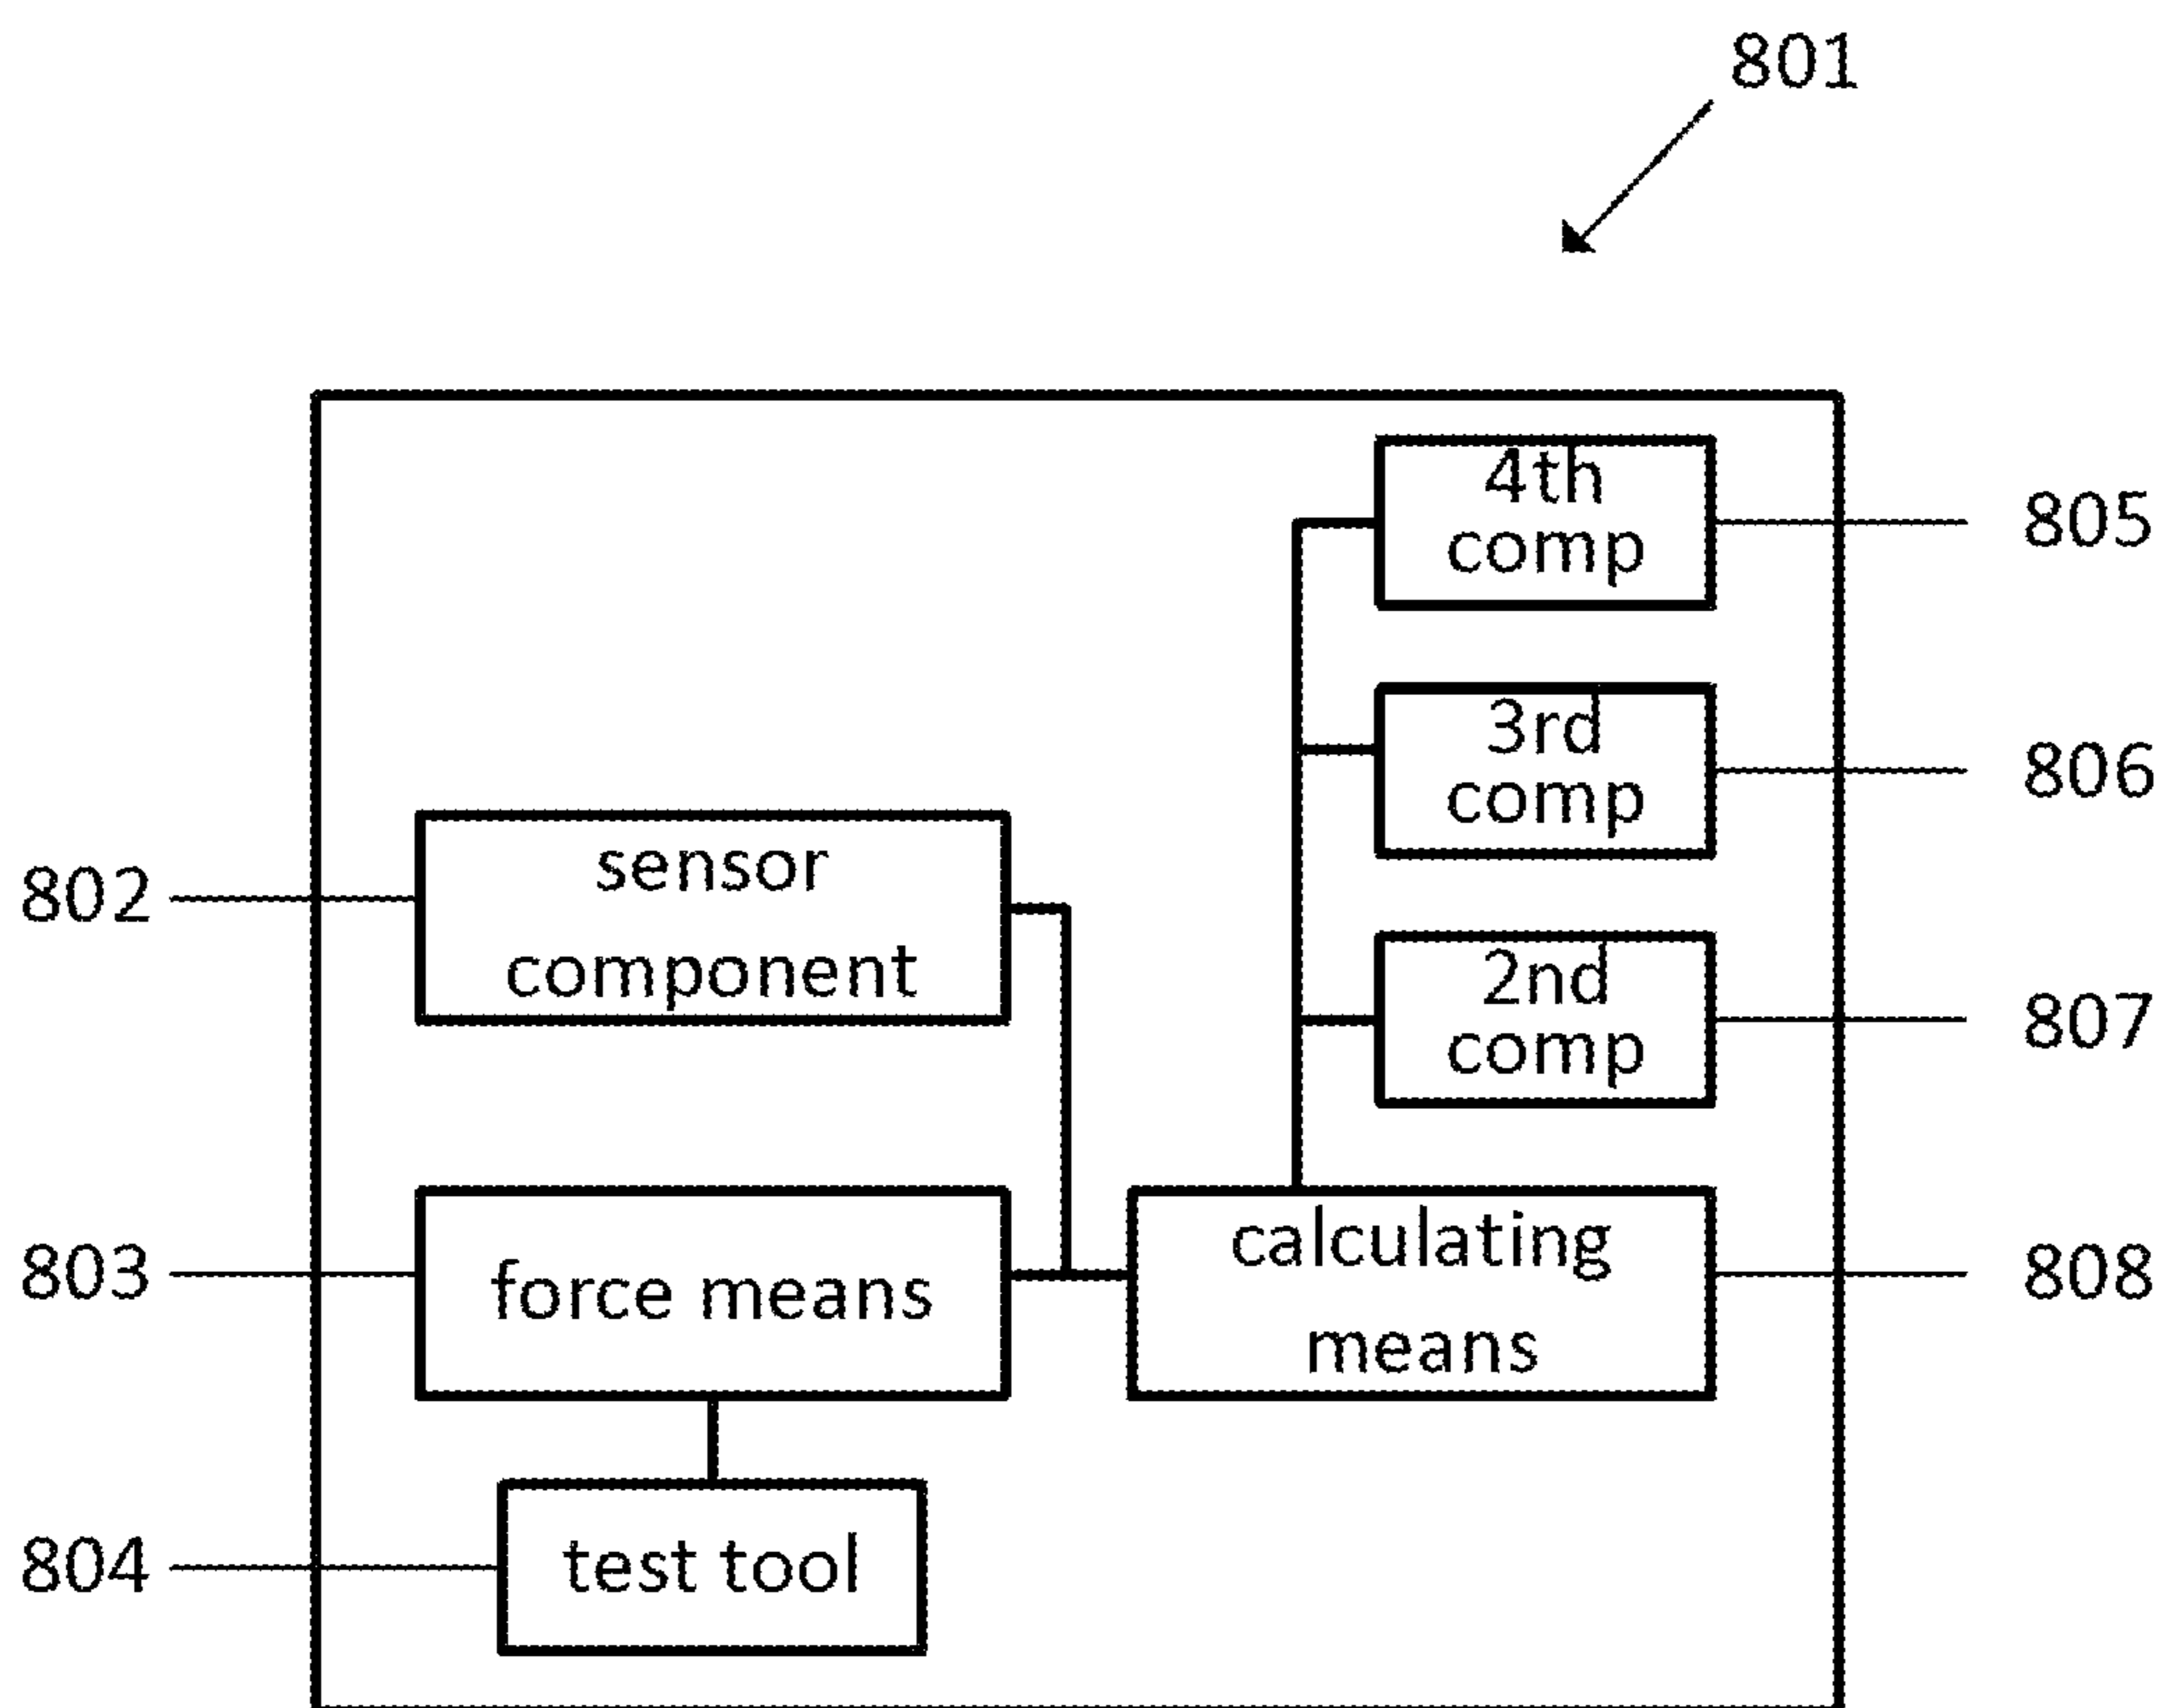 801
4th
comp
805
3rd
comp
806
sensor
component
802
2nd
comp
807
803
force means
calculating
means
808
804
test tool